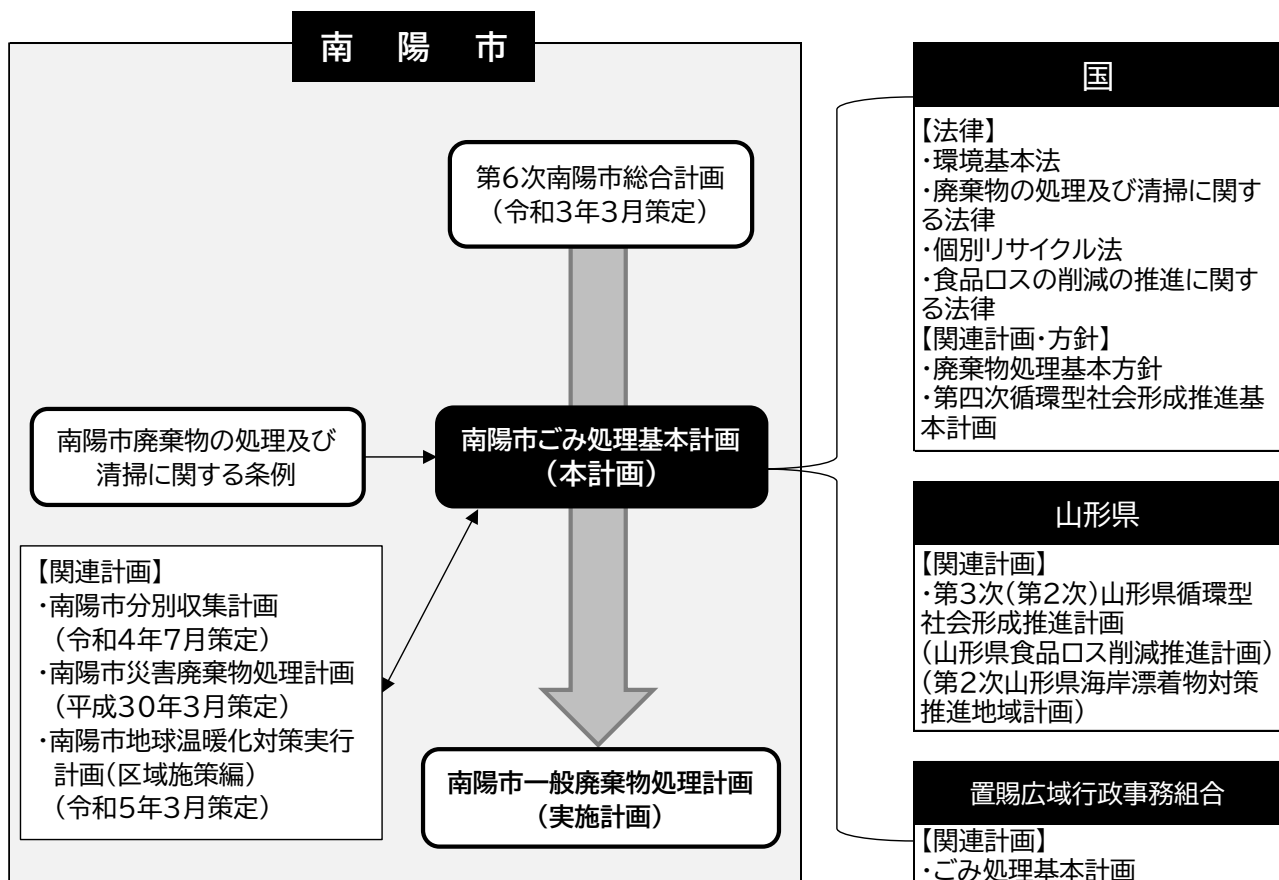 南 陽 市
第6次南陽市総合計画
（令和3年3月策定）
南陽市廃棄物の処理及び
清掃に関する条例
南陽市ごみ処理基本計画
（本計画）
【関連計画】
・南陽市分別収集計画
（令和4年7月策定）
・南陽市災害廃棄物処理計画
（平成30年3月策定）
・南陽市地球温暖化対策実行
計画（区域施策編）
（令和5年3月策定）
南陽市一般廃棄物処理計画
（実施計画）
国
【法律】
・環境基本法
・廃棄物の処理及び清掃に関す
る法律
・個別リサイクル法
・食品ロスの削減の推進に関す
る法律
【関連計画・方針】
・廃棄物処理基本方針
・第四次循環型社会形成推進基
本計画
山形県
【関連計画】
・第3次（第2次）山形県循環型
社会形成推進計画
（山形県食品ロス削減推進計画）
（第2次山形県海岸漂着物対策
推進地域計画）
置賜広域行政事務組合
【関連計画】
・ごみ処理基本計画